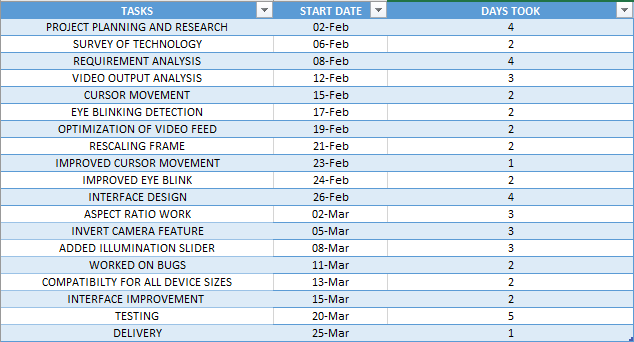 TASKS START DATE DAYS TOOK
PROJECT PLANNING AND RESEARCH 02-Feb 4
SURVEY OF TECHNOLOGY 06-Feb 2
REQUIREMENT ANALYSIS 08-Feb 4
VIDEO OUTPUT ANALYSIS 12-Feb 3
CURSOR MOVEMENT 15-Feb 2
EYE BLINKING DETECTION 17-Feb 2
OPTIMIZATION OF VIDEO FEED 19-Feb 2
RESCALING FRAME 21-Feb 2
IMPROVED CURSOR MOVEMENT 23-Feb 1
IMPROVED EYE BLINK 24-Feb 2
INTERFACE DESIGN 26-Feb 4
ASPECT RATIO WORK 02-Mar 3
INVERT CAMERA FEATURE 05-Mar 3
ADDED ILLUMINATION SLIDER 08-Mar 3
WORKED ON BUGS 11-Mar 2
COMPATIBILTY FOR ALL DEVICE SIZES 13-Mar 2
INTERFACE IMPROVEMENT 15-Mar 2
TESTING 20-Mar 5
DELIVERY 25-Mar 1